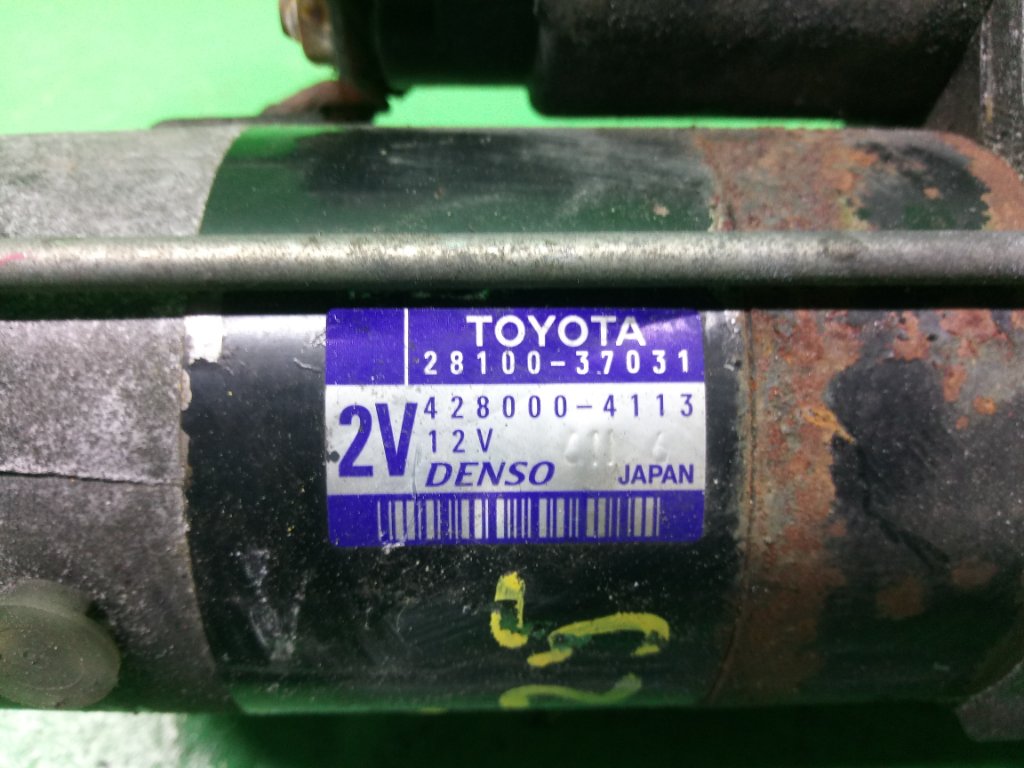 TOYOTA
28100-37031
2V
428000-4113
12V
DENSO JAPAN